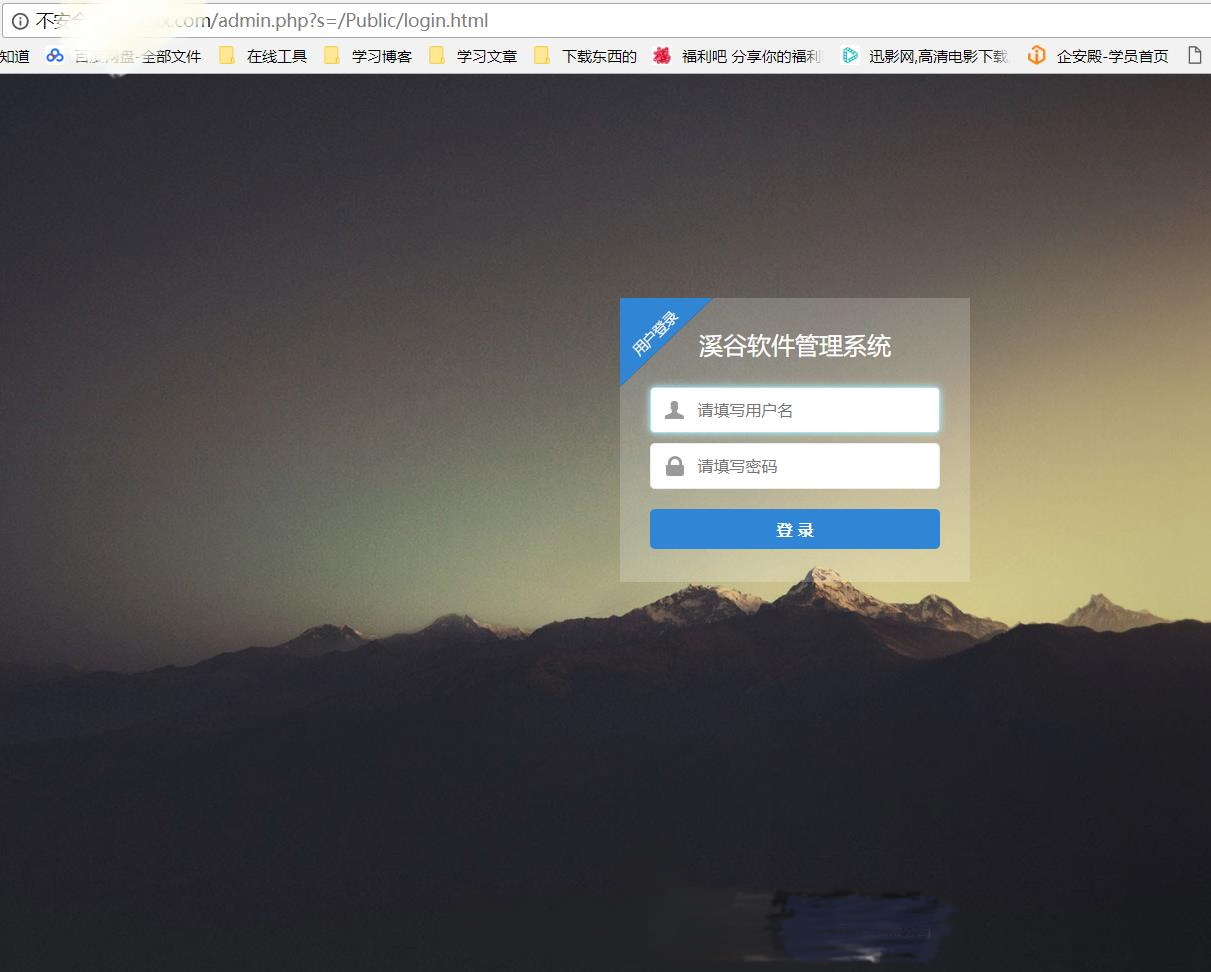 不安全 x.com/admin.php?s=/Public/login.html
知道 百度网盘-全部文件 在线工具 学习博客 学习文章 下载东西的 福利吧 分享你的福利 迅影网,高清电影下载 企安殿-学员首页
用户登录
溪谷软件管理系统
请填写用户名
请填写密码
登 录
限公司